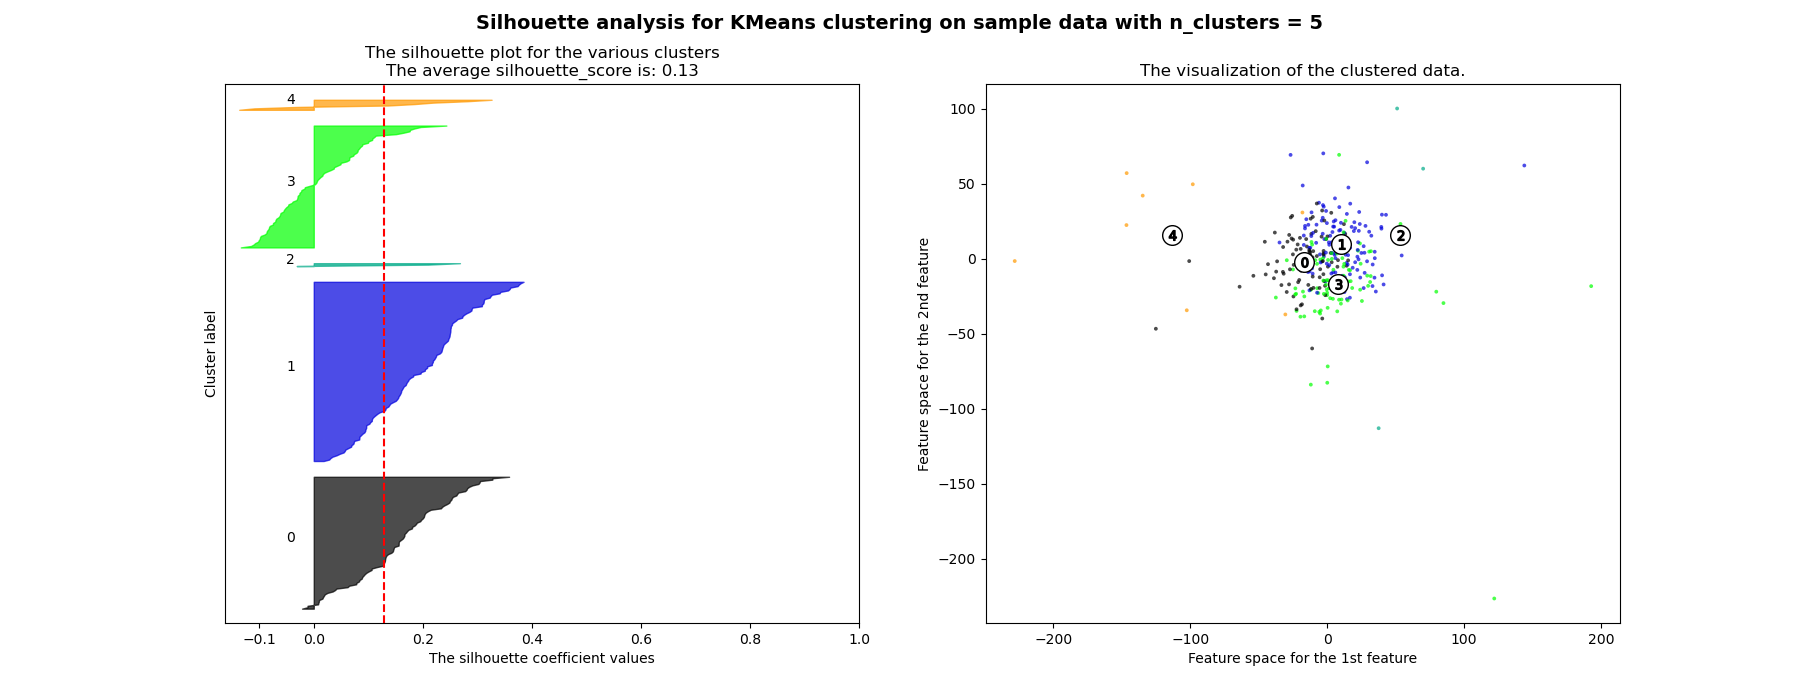 Silhouette analysis for KMeans clustering on sample data with n_clusters = 5
The silhouette plot for the various clusters
The average silhouette_score is: 0.13
4
3
2
1
0
Cluster label
−0.1 0.0 0.2 0.4 0.6 0.8 1.0
The silhouette coefficient values
The visualization of the clustered data.
100
50
0
−50
−100
−150
−200
Feature space for the 2nd feature
4
2
1
0
3
−200 −100 0 100 200
Feature space for the 1st feature